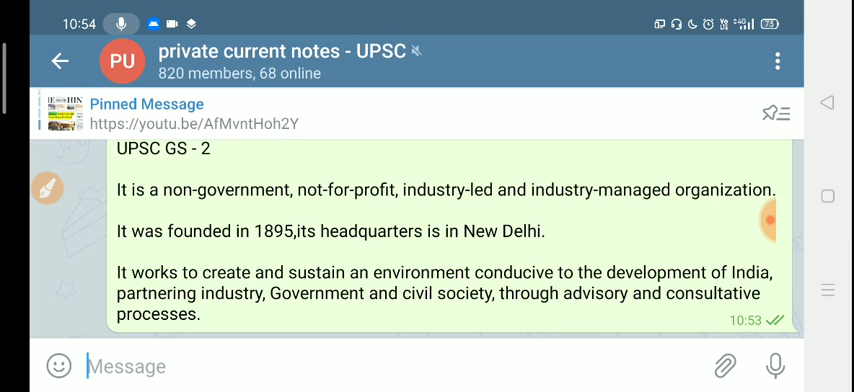 10:54
4G
73
PU
private current notes - UPSC
820 members, 68 online
Pinned Message
https://youtu.be/AfMvntHoh2Y
UPSC GS - 2
It is a non-government, not-for-profit, industry-led and industry-managed organization.
It was founded in 1895,its headquarters is in New Delhi.
It works to create and sustain an environment conducive to the development of India,
partnering industry, Government and civil society, through advisory and consultative
processes.
10:53
Message